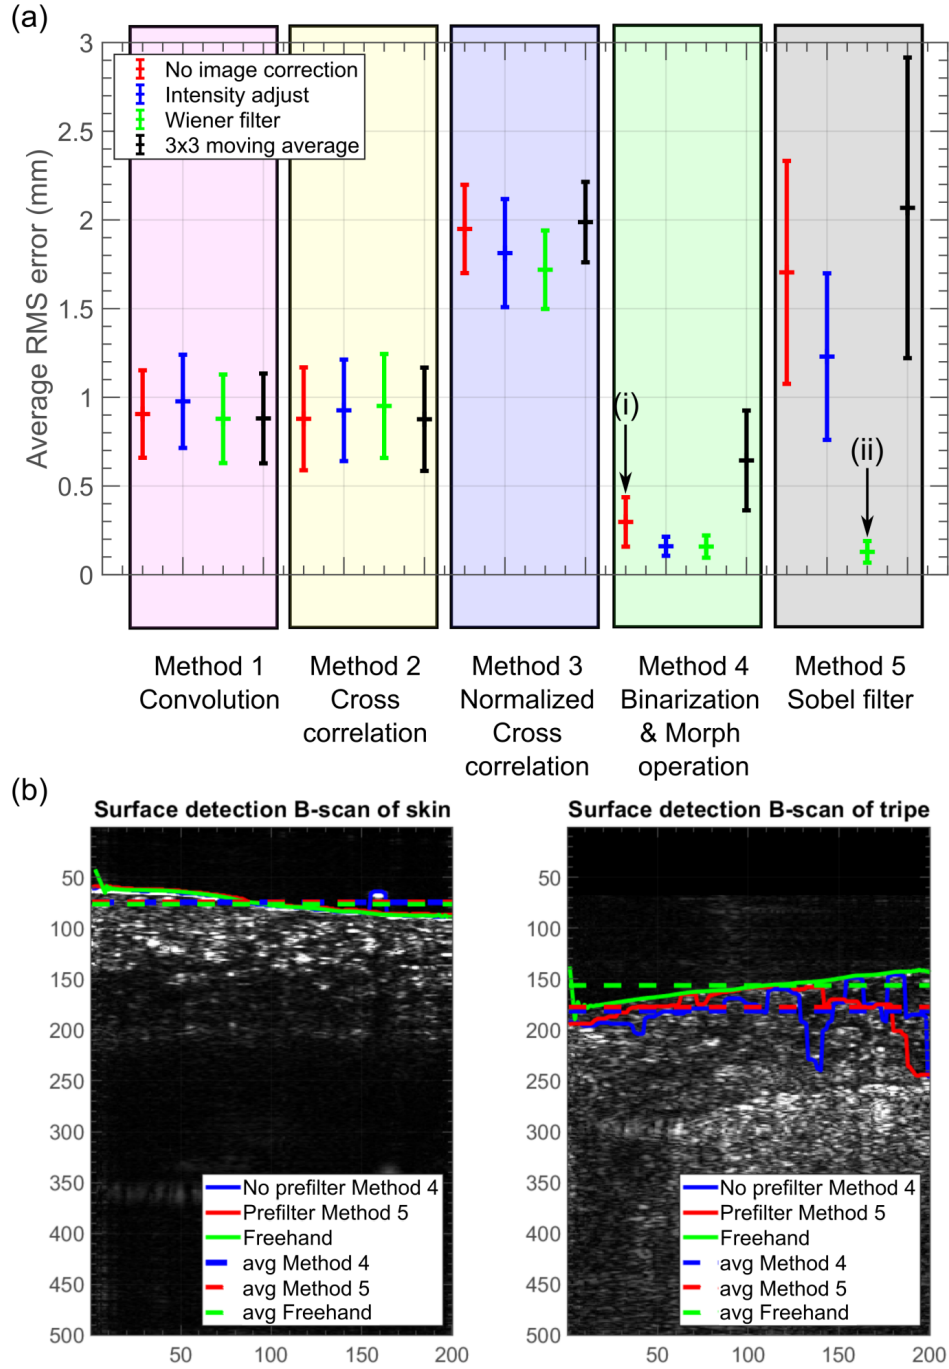 (a)
3
2.5
2
1.5
1
0.5
0
Average RMS error (mm)
No image correction
Intensity adjust
Wiener filter
3x3 moving average
(i)
(ii)
Method 1
Convolution
Method 2
Cross
correlation
Method 3
Normalized
Cross
correlation
Method 4
Binarization
& Morph
operation
Method 5
Sobel filter
(b)
Surface detection B-scan of skin
50
100
150
200
250
300
350
400
450
500
50
100
150
200
No prefilter Method 4
Prefilter Method 5
Freehand
avg Method 4
avg Method 5
avg Freehand
Surface detection B-scan of tripe
50
100
150
200
250
300
350
400
450
500
50
100
150
200
No prefilter Method 4
Prefilter Method 5
Freehand
avg Method 4
avg Method 5
avg Freehand